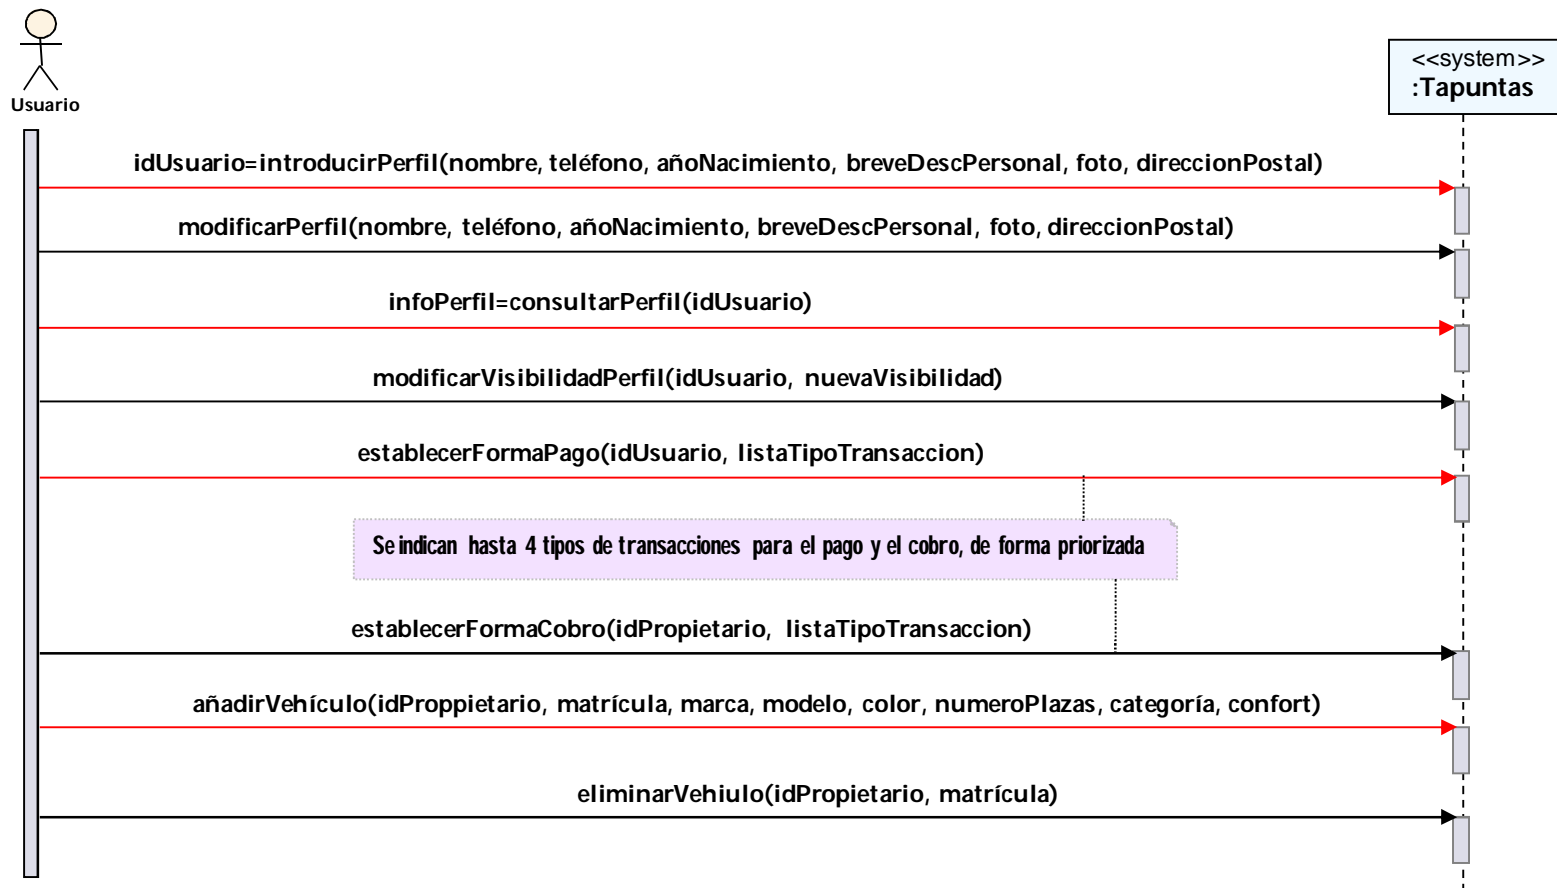 Usuario
<<system>>
:Tapuntas
idUsuario=introducirPerfil(nombre, teléfono, añoNacimiento, breveDescPersonal, foto, direccionPostal)
modificarPerfil(nombre, teléfono, añoNacimiento, breveDescPersonal, foto, direccionPostal)
infoPerfil=consultarPerfil(idUsuario)
modificarVisibilidadPerfil(idUsuario, nuevaVisibilidad)
establecerFormaPago(idUsuario, listaTipoTransaccion)
Se indican hasta 4 tipos de transacciones para el pago y el cobro, de forma priorizada
establecerFormaCobro(idPropietario, listaTipoTransaccion)
añadirVehículo(idProppietario, matrícula, marca, modelo, color, numeroPlazas, categoría, confort)
eliminarVehiulo(idPropietario, matrícula)